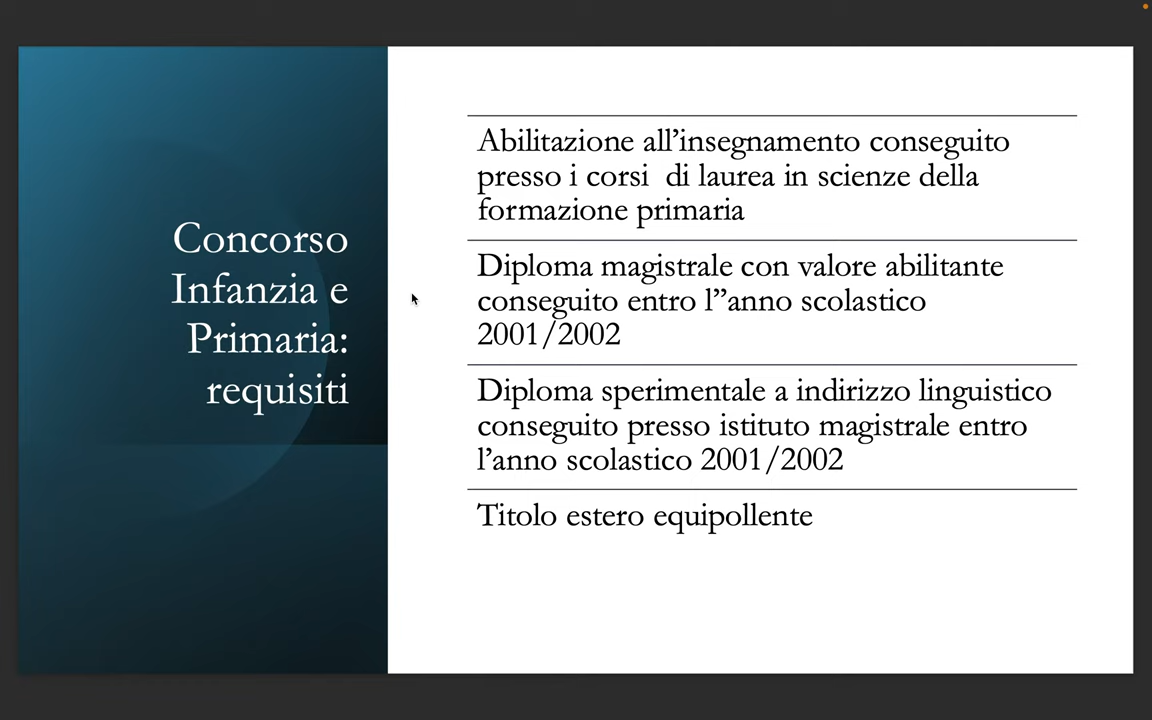 Concorso
Infanzia e
Primaria:
requisiti
Abilitazione all’insegnamento conseguito
presso i corsi  di laurea in scienze della
formazione primaria
Diploma magistrale con valore abilitante
conseguito entro l’’anno scolastico
2001/2002
Diploma sperimentale a indirizzo linguistico
conseguito presso istituto magistrale entro
l’anno scolastico 2001/2002
Titolo estero equipollente